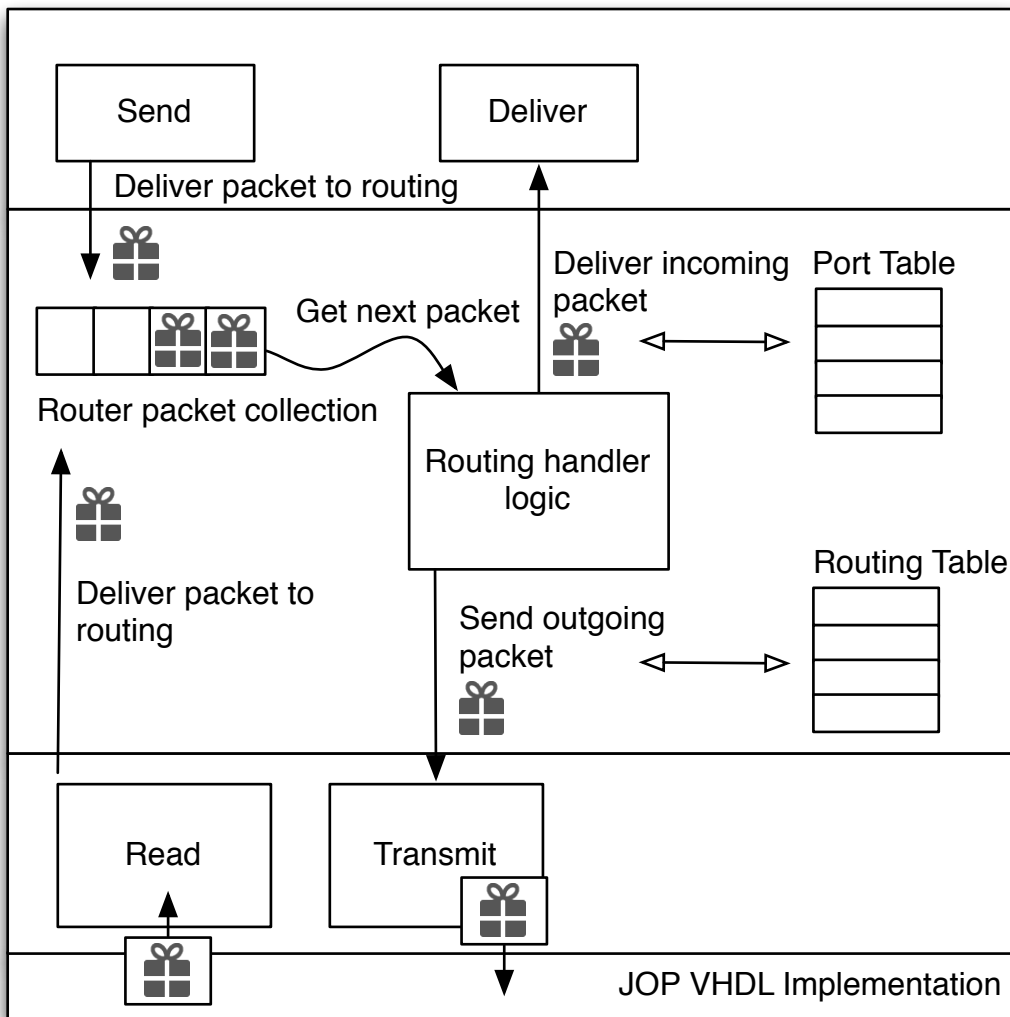 Send
Deliver
Deliver packet to routing
Deliver incoming
packet
Port Table
Get next packet
Router packet collection
Routing handler
logic
Deliver packet to
routing
Routing Table
Send outgoing
packet
Read
Transmit
JOP VHDL Implementation